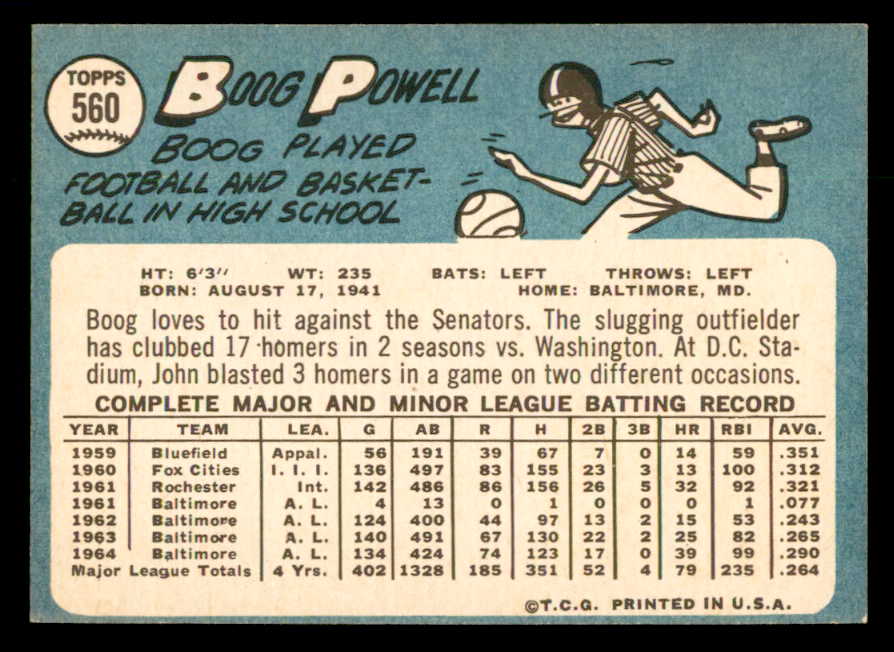 TOPPS
560
BOOG POWELL
BOOG PLAYED
FOOTBALL AND BASKET-
BALL IN HIGH SCHOOL
HT: 6'3" WT: 235 BATS: LEFT THROWS: LEFT
BORN: AUGUST 17, 1941 HOME: BALTIMORE, MD.
Boog loves to hit against the Senators. The slugging outfielder
has clubbed 17 homers in 2 seasons vs. Washington. At D.C. Sta-
dium, John blasted 3 homers in a game on two different occasions.
COMPLETE MAJOR AND MINOR LEAGUE BATTING RECORD
YEAR TEAM LEA. G AB R H 2B 3B HR RBI AVG.
1959 Bluefield Appal. 56 191 39 67 7 0 14 59 .351
1960 Fox Cities I. I. I. 136 497 83 155 23 3 13 100 .312
1961 Rochester Int. 142 486 86 156 26 5 32 92 .321
1961 Baltimore A. L. 4 13 0 1 0 0 0 1 .077
1962 Baltimore A. L. 124 400 44 97 13 2 15 53 .243
1963 Baltimore A. L. 140 491 67 130 22 2 25 82 .265
1964 Baltimore A. L. 134 424 74 123 17 0 39 99 .290
Major League Totals 4 Yrs. 402 1328 185 351 52 4 79 235 .264
©T.C.G. PRINTED IN U.S.A.